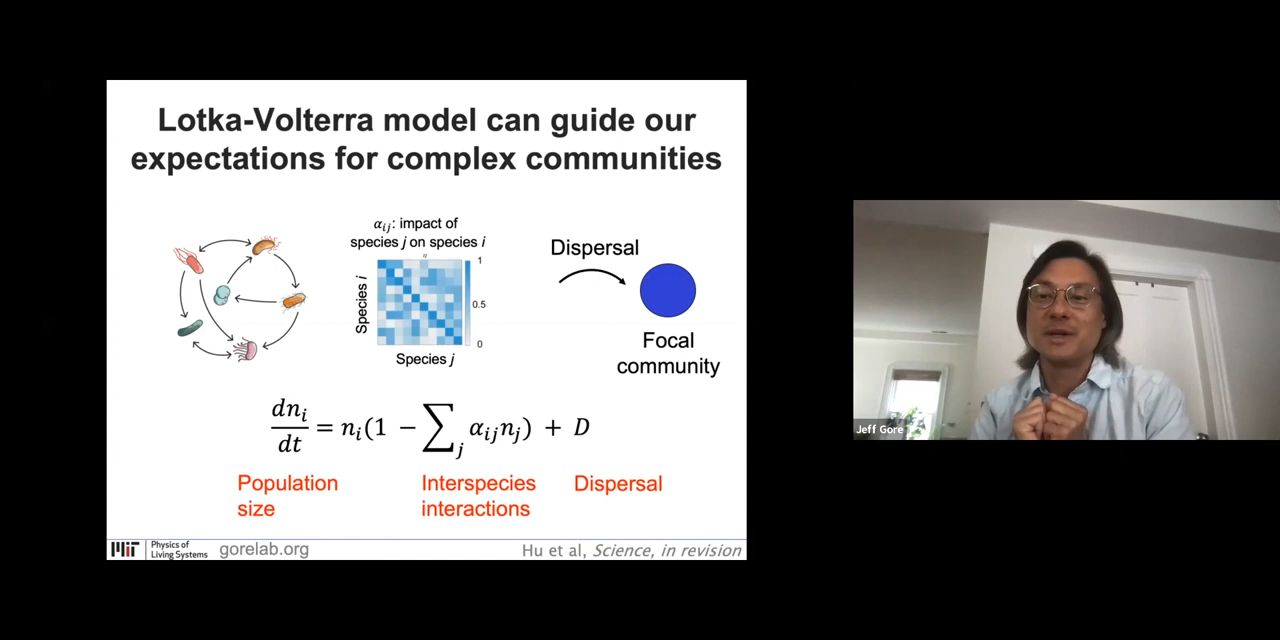 Lotka-Volterra model can guide our
expectations for complex communities
αij: impact of
species j on species i
Species i
1
0.5
0
Species j
Dispersal
Focal
community
dni/dt = ni(1 − ∑j αijnj) + D
Population
size
Interspecies
interactions
Dispersal
MIT
Physics of
Living Systems
gorelab.org
Hu et al, Science, in revision
Jeff Gore